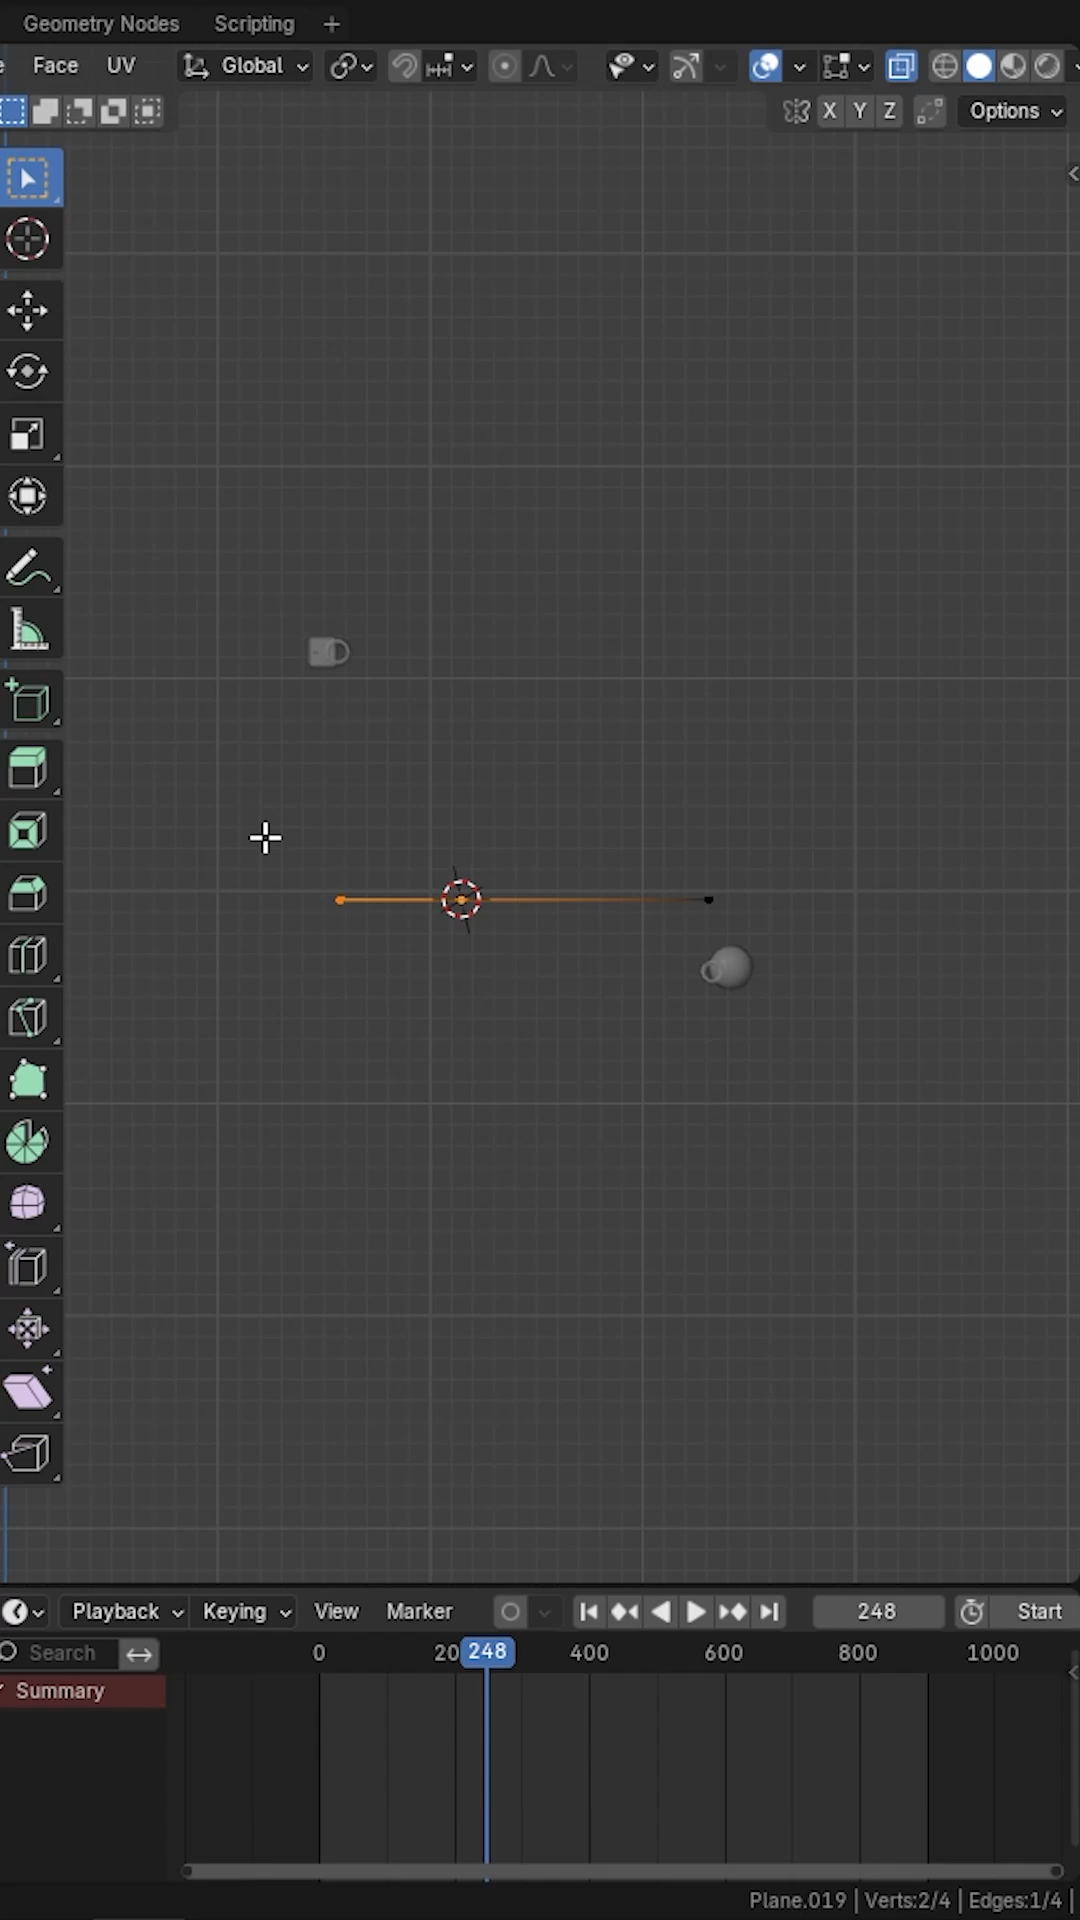 Geometry Nodes Scripting +
Face UV Global
X Y Z Options
Playback Keying View Marker 248 Start
Search 0 20 248 400 600 800 1000
Summary
Plane.019 | Verts:2/4 | Edges:1/4 |